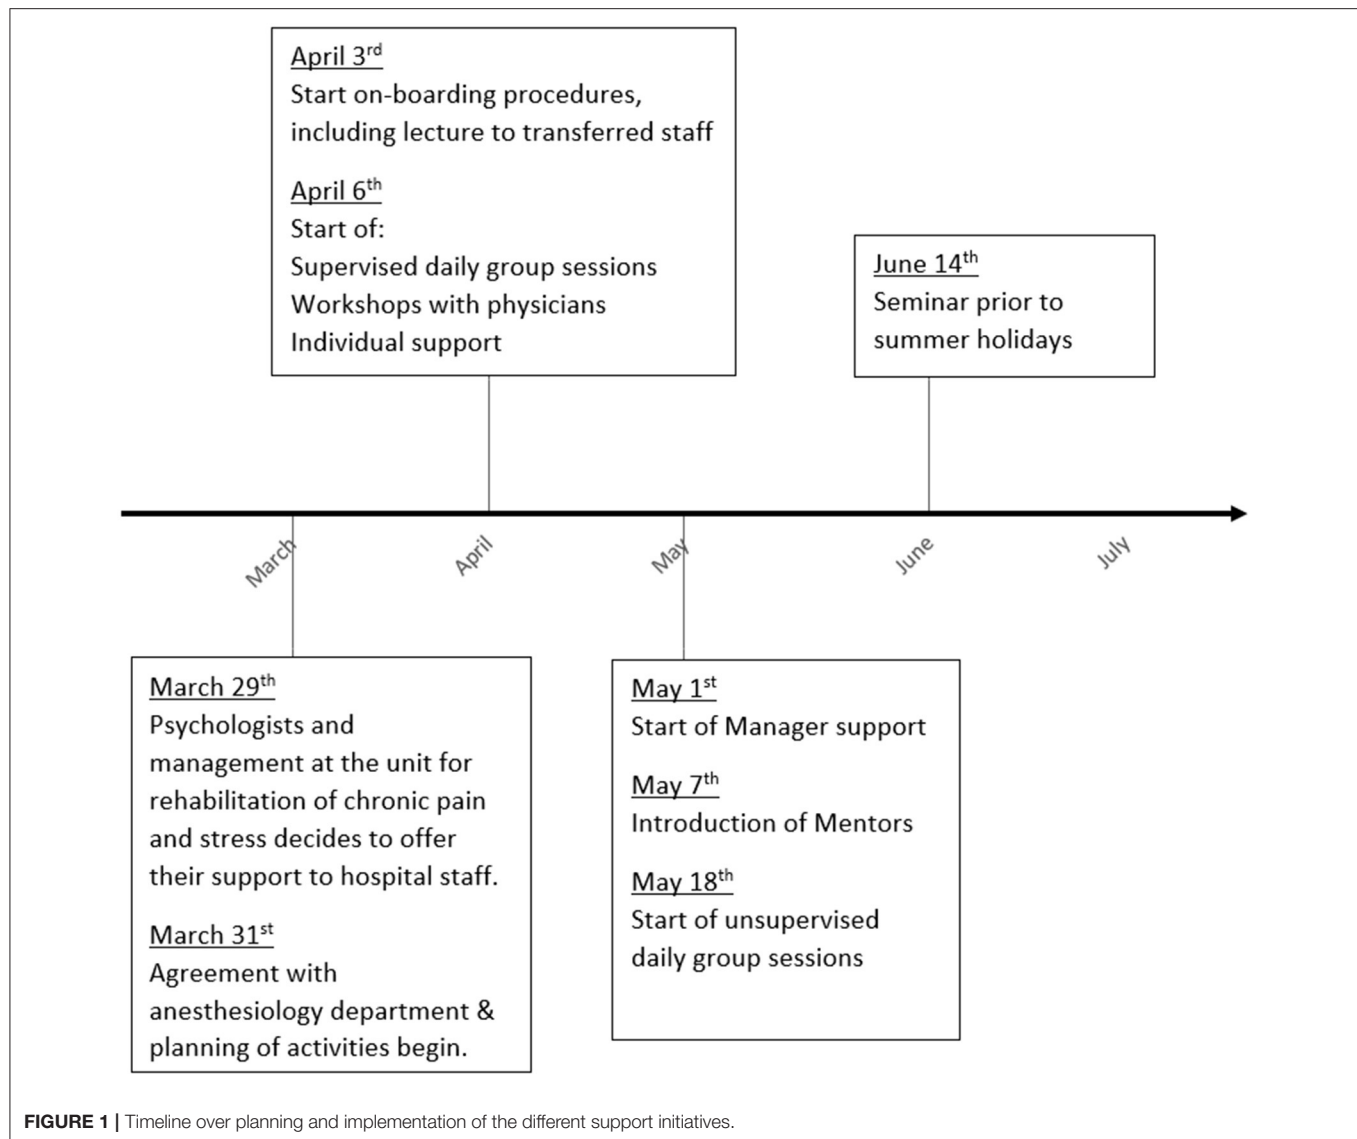 April 3rd
Start on-boarding procedures,
including lecture to transferred staff
April 6th
Start of:
Supervised daily group sessions
Workshops with physicians
Individual support
June 14th
Seminar prior to
summer holidays
March
April
May
June
July
March 29th
Psychologists and
management at the unit for
rehabilitation of chronic pain
and stress decides to offer
their support to hospital staff.
March 31st
Agreement with
anesthesiology department &
planning of activities begin.
May 1st
Start of Manager support
May 7th
Introduction of Mentors
May 18th
Start of unsupervised
daily group sessions
FIGURE 1 | Timeline over planning and implementation of the different support initiatives.